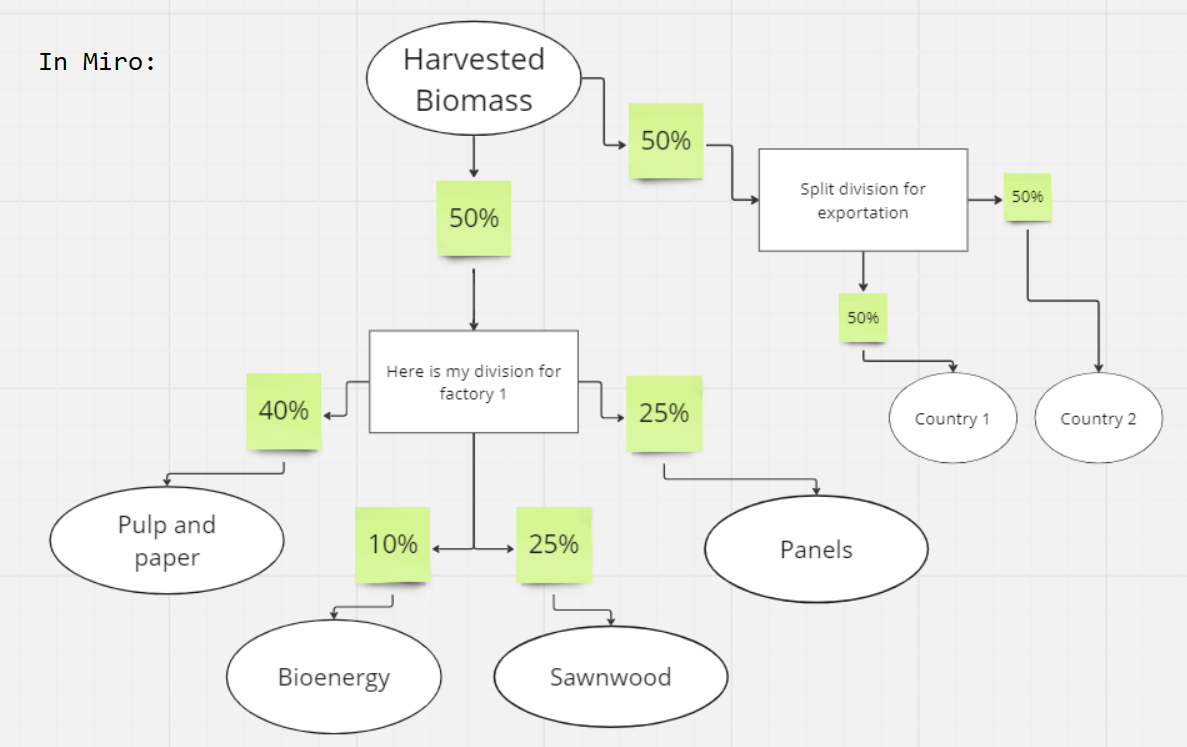 In Miro:
Harvested
Biomass
50%
50%
Split division for
exportation
50%
50%
Country 1
Country 2
Here is my division for
factory 1
40%
25%
Pulp and
paper
10%
25%
Panels
Bioenergy
Sawnwood